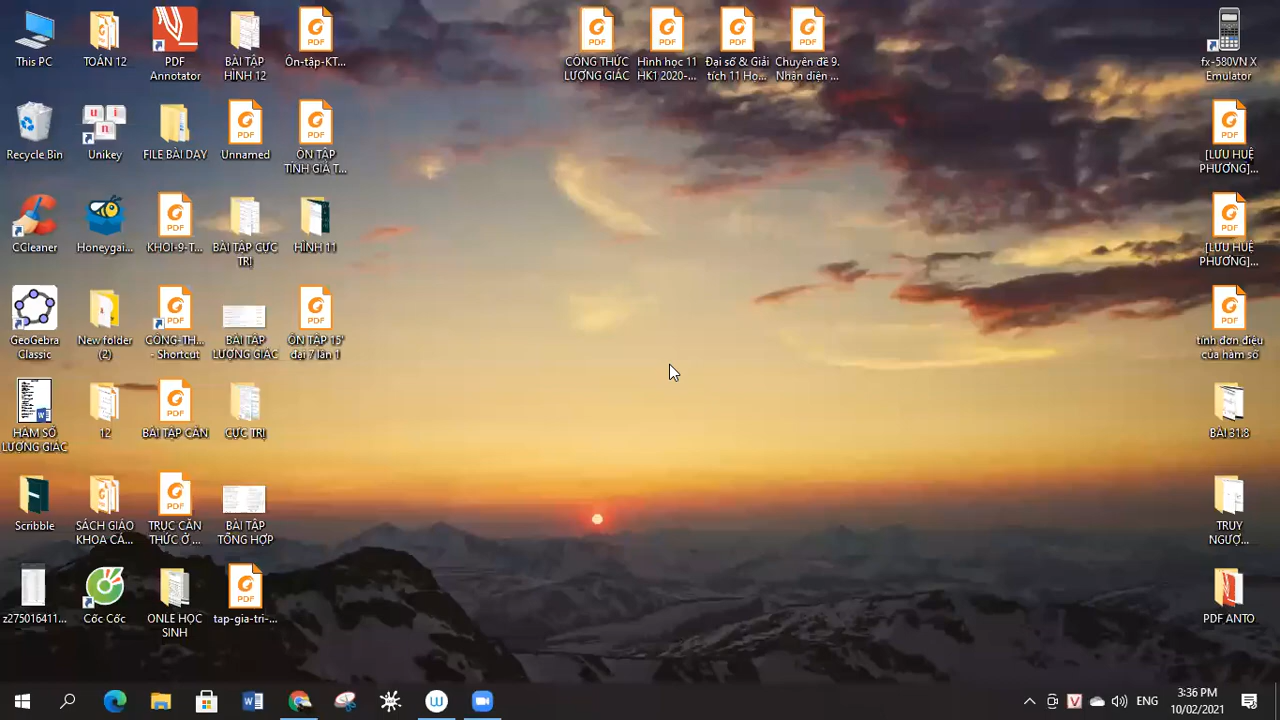 This PC
TOÁN 12
PDF
Annotator
BÀI TẬP
HÌNH 12
PDF
Ôn-tập-KT...
PDF
CÔNG THỨC
LƯỢNG GIÁC
PDF
Hình học 11
HK1 2020-...
PDF
Đại số & Giải
tích 11 Họ...
PDF
Chuyên đề 9.
Nhận diện ...
fx-580VN X
Emulator
Recycle Bin
u i
n
Unikey
FILE BÀI DẠY
PDF
Unnamed
PDF
ÔN TẬP
TÍNH GIÁ T...
PDF
[LƯU HUỆ
PHƯƠNG]...
CCleaner
Honeygai...
PDF
KHỐI-9-T...
BÀI TẬP CỰC
TRỊ
HÌNH 11
PDF
[LƯU HUỆ
PHƯƠNG]...
GeoGebra
Classic
New folder
(2)
PDF
CÔNG-TH...
- Shortcut
BÀI TẬP
LƯỢNG GIÁC
PDF
ÔN TẬP 15'
đại 7 lần 1
PDF
tính đơn điệu
của hàm số
HÀM SỐ
LƯỢNG GIÁC
12
PDF
BÀI TẬP CĂN
CỰC TRỊ
BÀI 31.8
Scribble
SÁCH GIÁO
KHOA CÁ...
PDF
TRỤC CĂN
THỨC Ở ...
BÀI TẬP
TỔNG HỢP
TRUY
NGƯỢ...
z275016411...
Cốc Cốc
ONLE HỌC
SINH
PDF
tap-gia-tri-...
PDF ANTO
V
ENG
3:36 PM
10/02/2021